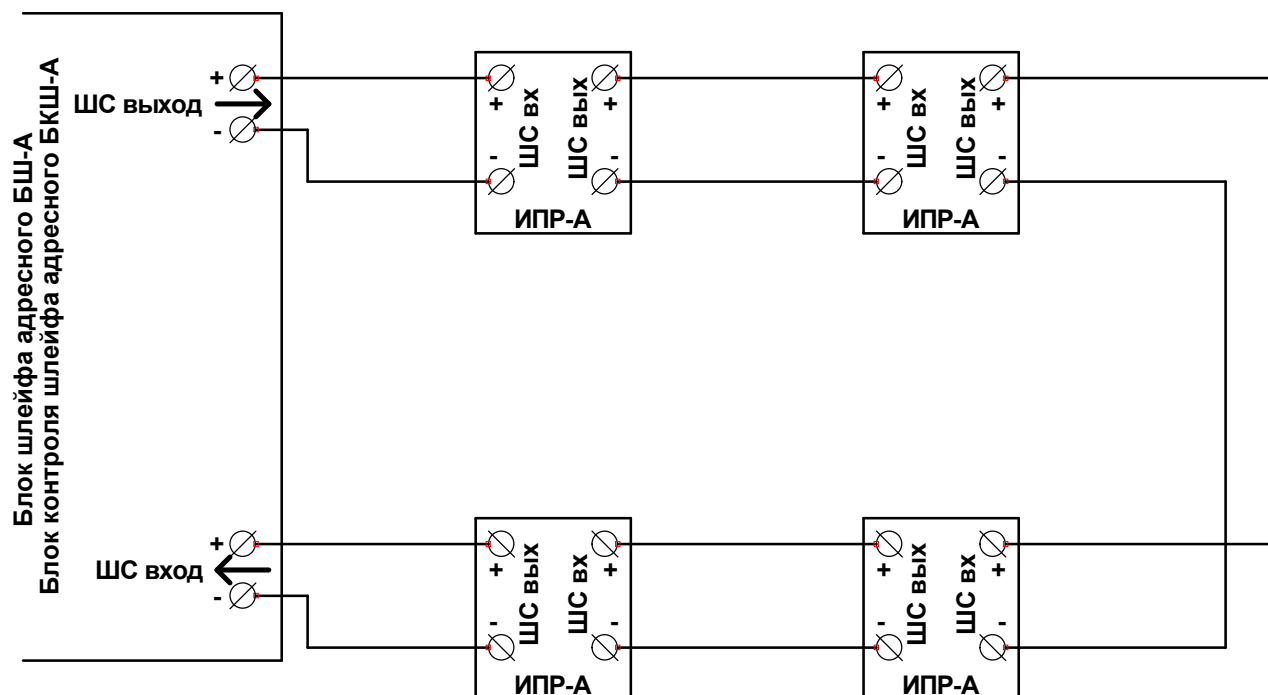 Блок шлейфа адресного БШ-А
Блок контроля шлейфа адресного БКШ-А
+
ШС выход
-
+
ШС вх
-
+
ШС вых
-
ИПР-А
+
ШС вх
-
+
ШС вых
-
ИПР-А
+
ШС вход
-
+
ШС вых
-
+
ШС вх
-
ИПР-А
+
ШС вых
-
+
ШС вх
-
ИПР-А